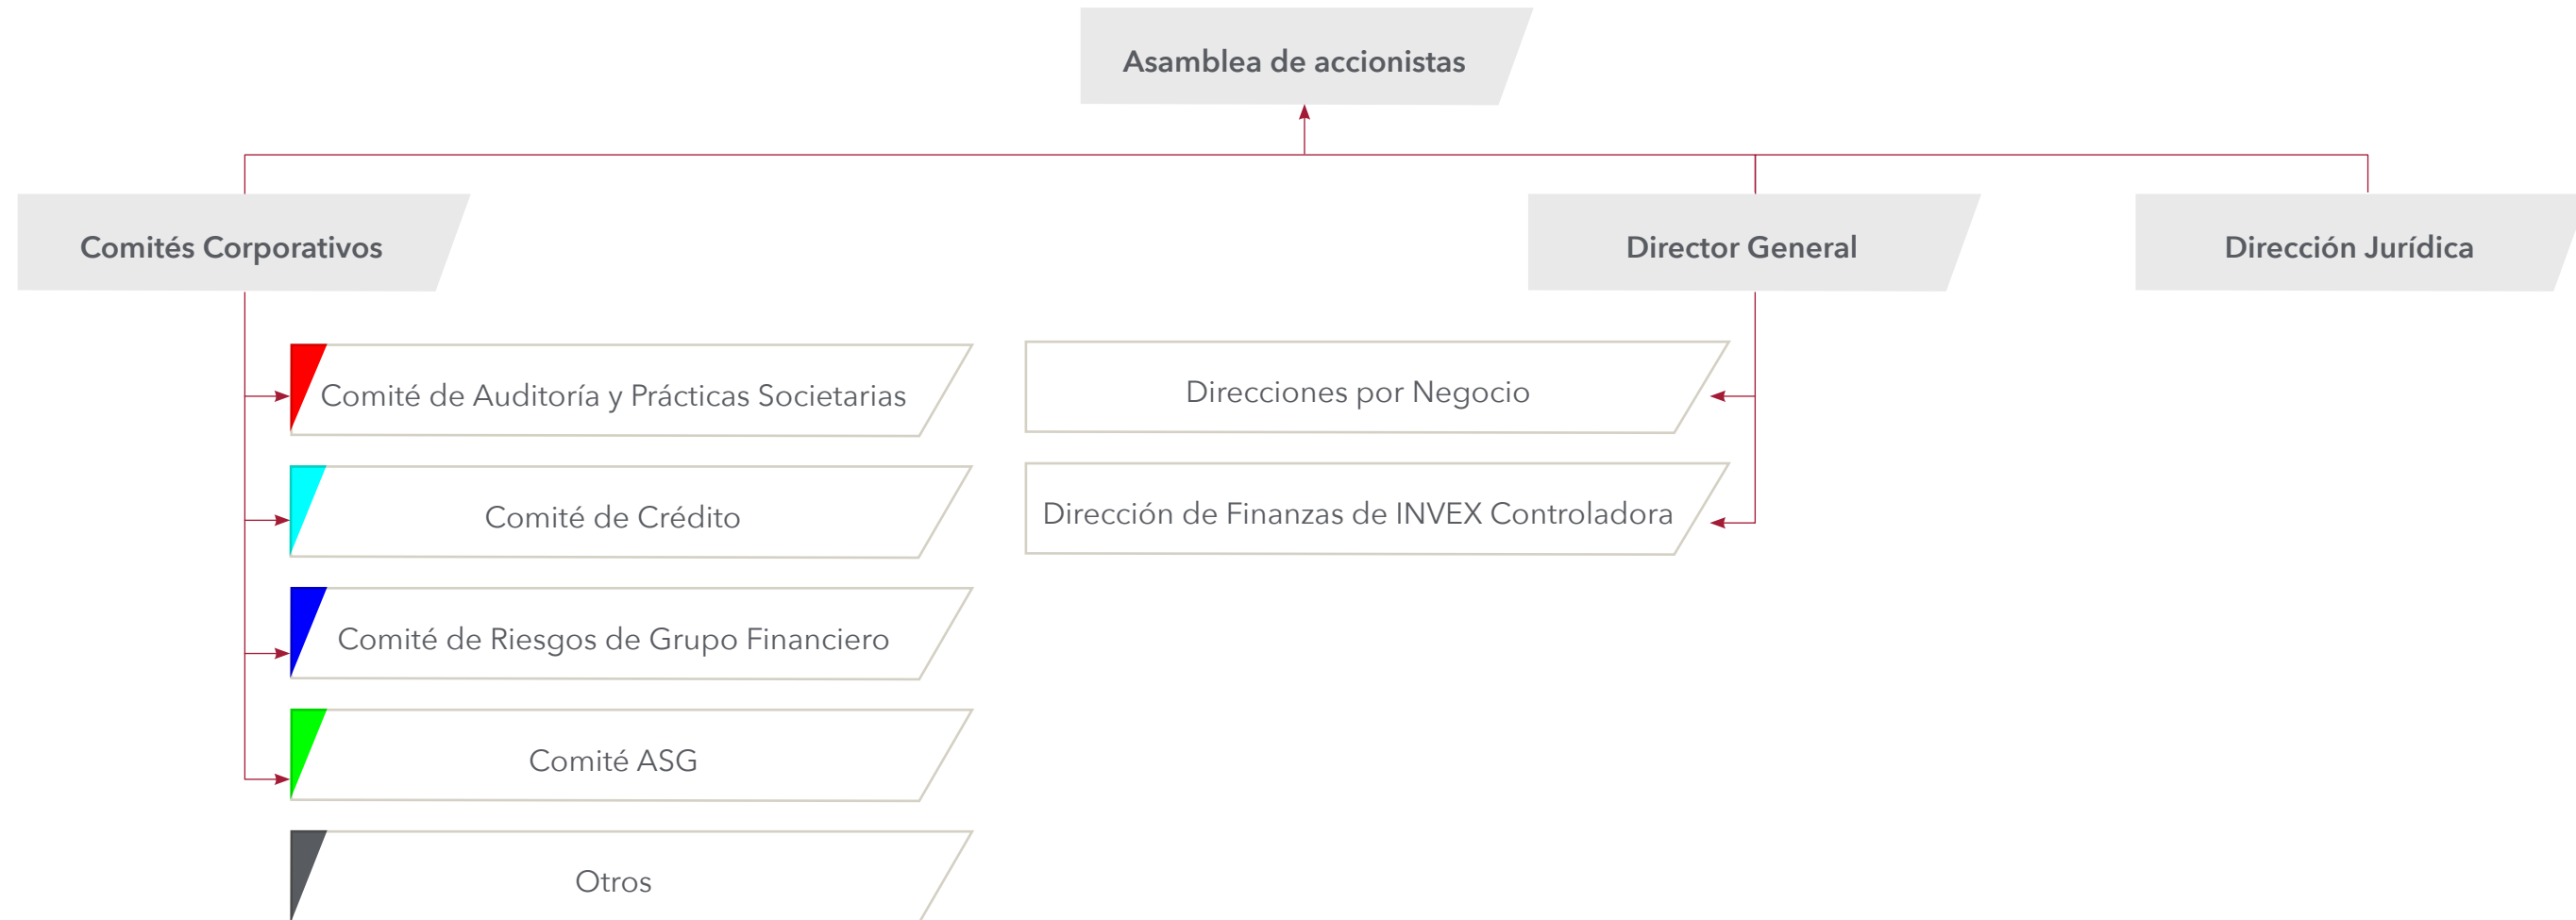 Asamblea de accionistas
Comités Corporativos
Director General
Dirección Jurídica
Comité de Auditoría y Prácticas Societarias
Direcciones por Negocio
Comité de Crédito
Dirección de Finanzas de INVEX Controladora
Comité de Riesgos de Grupo Financiero
Comité ASG
Otros